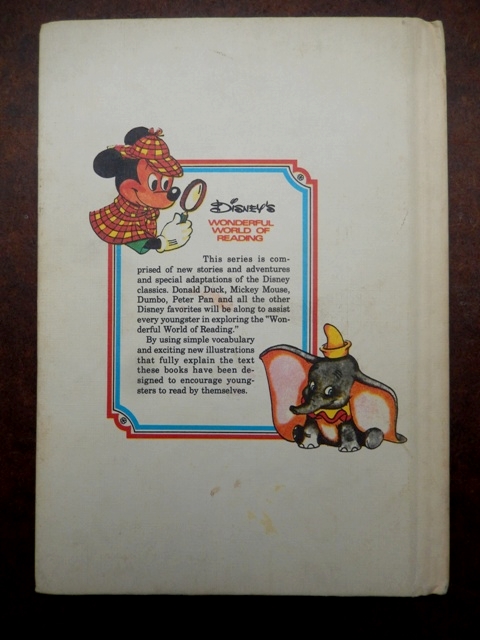 DISNEY'S
WONDERFUL
WORLD OF
READING
This series is com-
prised of new stories and adventures
and special adaptations of the Disney
classics. Donald Duck, Mickey Mouse,
Dumbo, Peter Pan and all the other
Disney favorites will be along to assist
every youngster in exploring the "Won-
derful World of Reading."
By using simple vocabulary
and exciting new illustrations
that fully explain the text
these books have been de-
signed to encourage young-
sters to read by themselves.